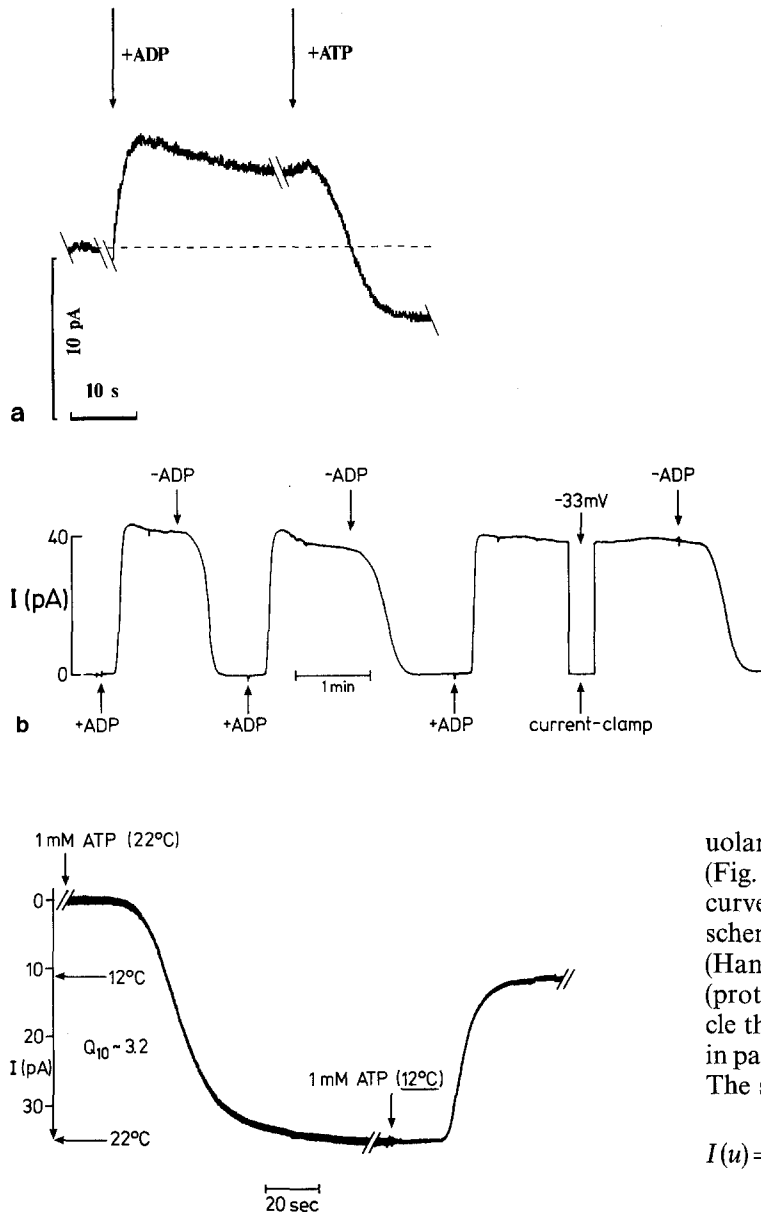 +ADP +ATP
10 pA
10 s
a
-ADP -ADP -ADP
-33mV
40
I (pA)
0
1 min
+ADP +ADP +ADP current-clamp
b
1 mM ATP (22°C)
0
10
12°C
20
Q10 ~ 3.2
I (pA)
1 mM ATP (12°C)
30
22°C
20 sec
uolar
(Fig.
curve
scher
(Han
(prot
cle th
in pa
The s
I(u)=